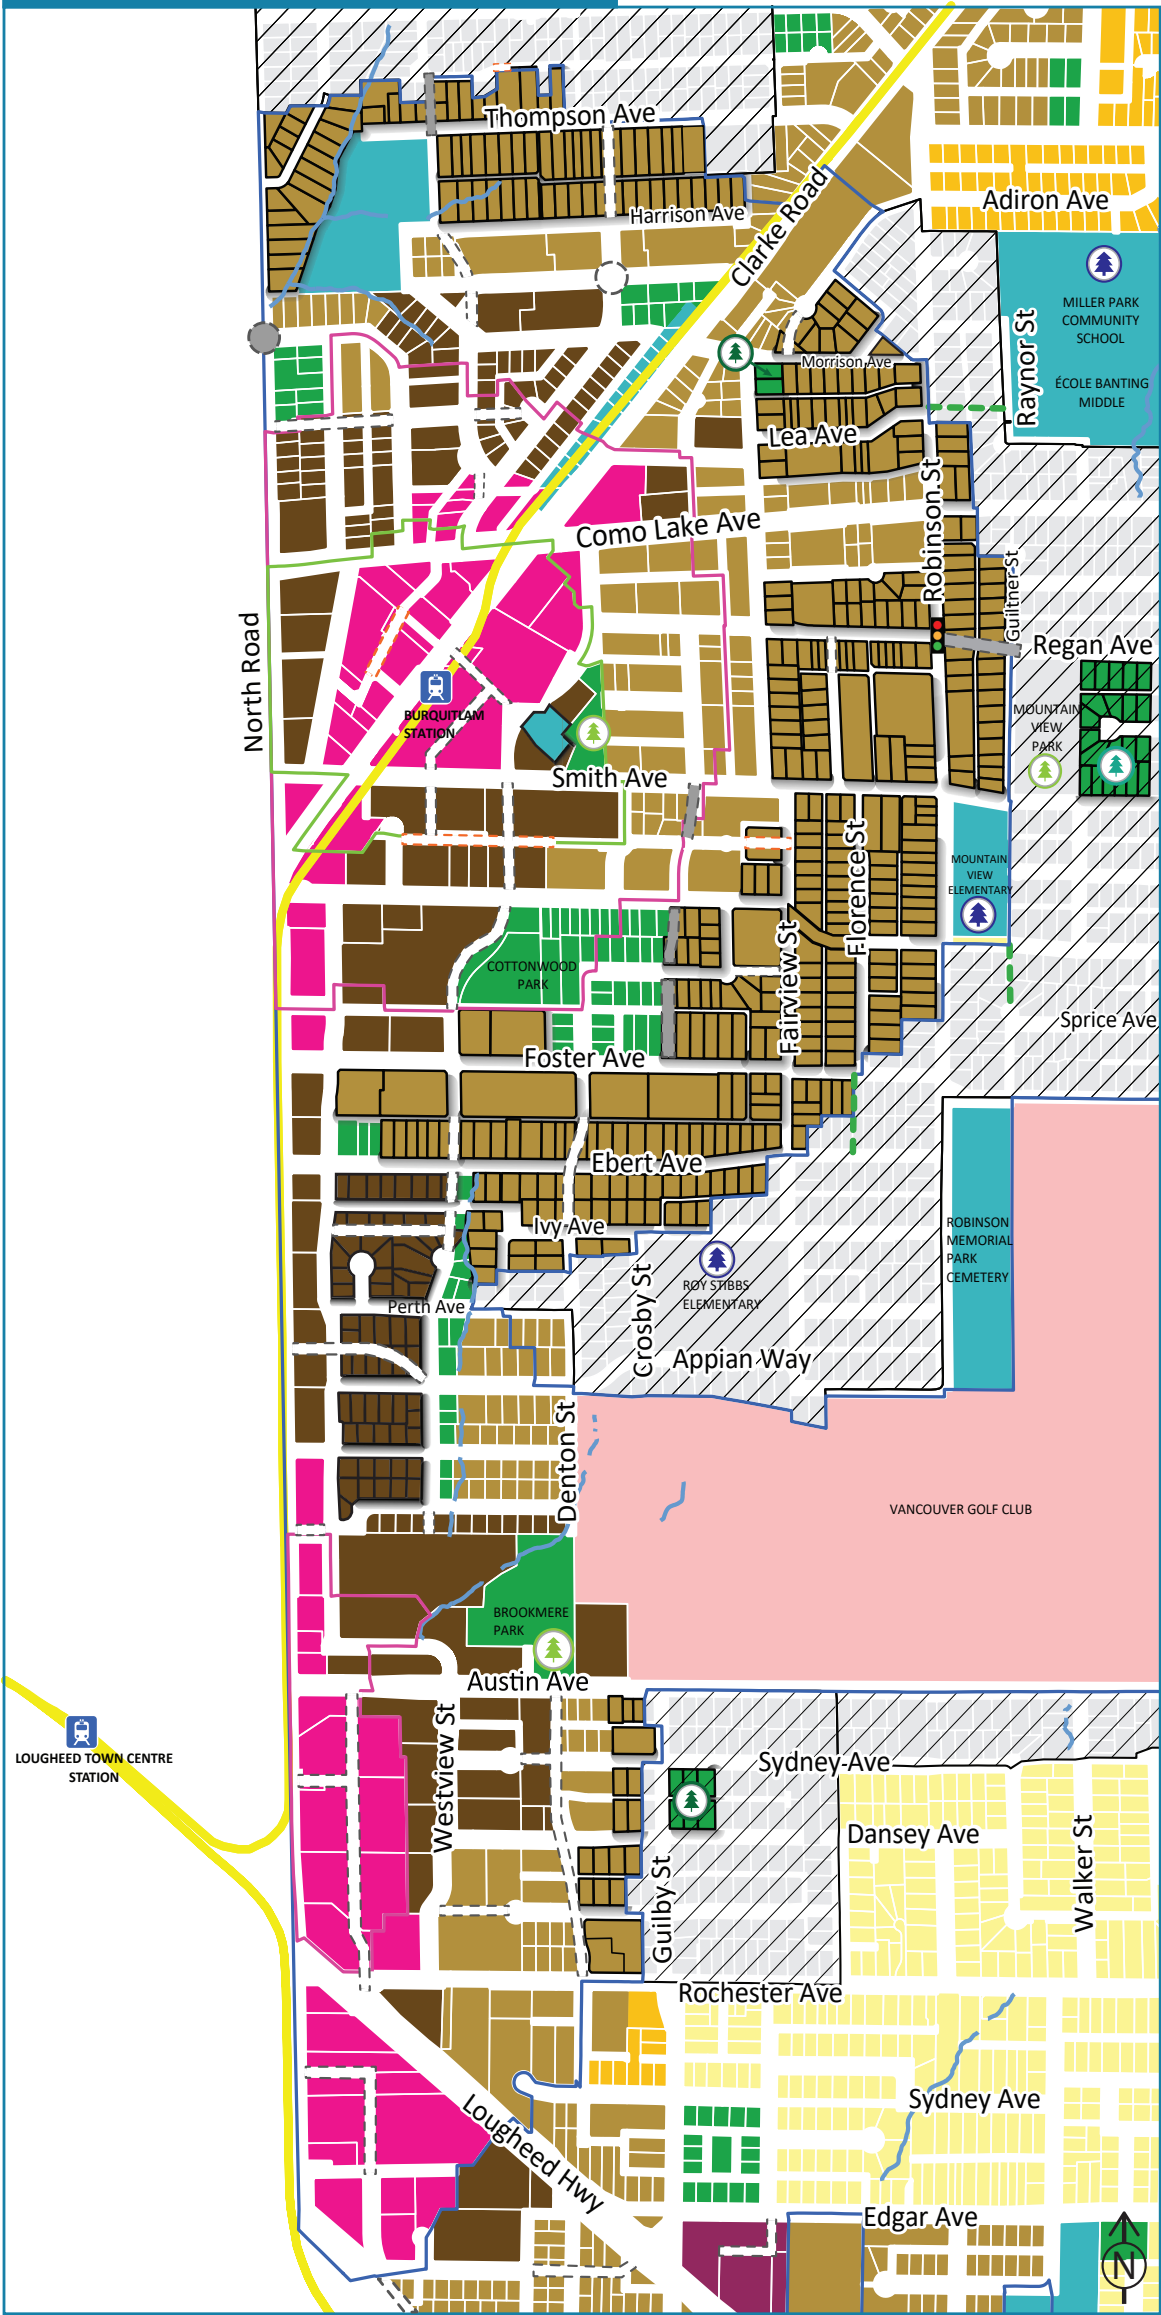 Thompson Ave
Harrison Ave
Clarke Road
Adiron Ave
MILLER PARK
COMMUNITY
SCHOOL
Raynor St
ÉCOLE BANTING
MIDDLE
Morrison Ave
Lea Ave
Robinson St
Como Lake Ave
Guiltner St
North Road
Regan Ave
BURQUITLAM
STATION
MOUNTAIN
VIEW
PARK
Smith Ave
Florence St
MOUNTAIN
VIEW
ELEMENTARY
COTTONWOOD
PARK
Fairview St
Sprice Ave
Foster Ave
Ebert Ave
Ivy Ave
ROBINSON
MEMORIAL
PARK
CEMETERY
Crosby St
ROY STIBBS
ELEMENTARY
Perth Ave
Appian Way
Denton St
VANCOUVER GOLF CLUB
BROOKMERE
PARK
Austin Ave
Westview St
LOUGHEED TOWN CENTRE
STATION
Sydney Ave
Dansey Ave
Walker St
Guilby St
Rochester Ave
Sydney Ave
Lougheed Hwy
Edgar Ave
N